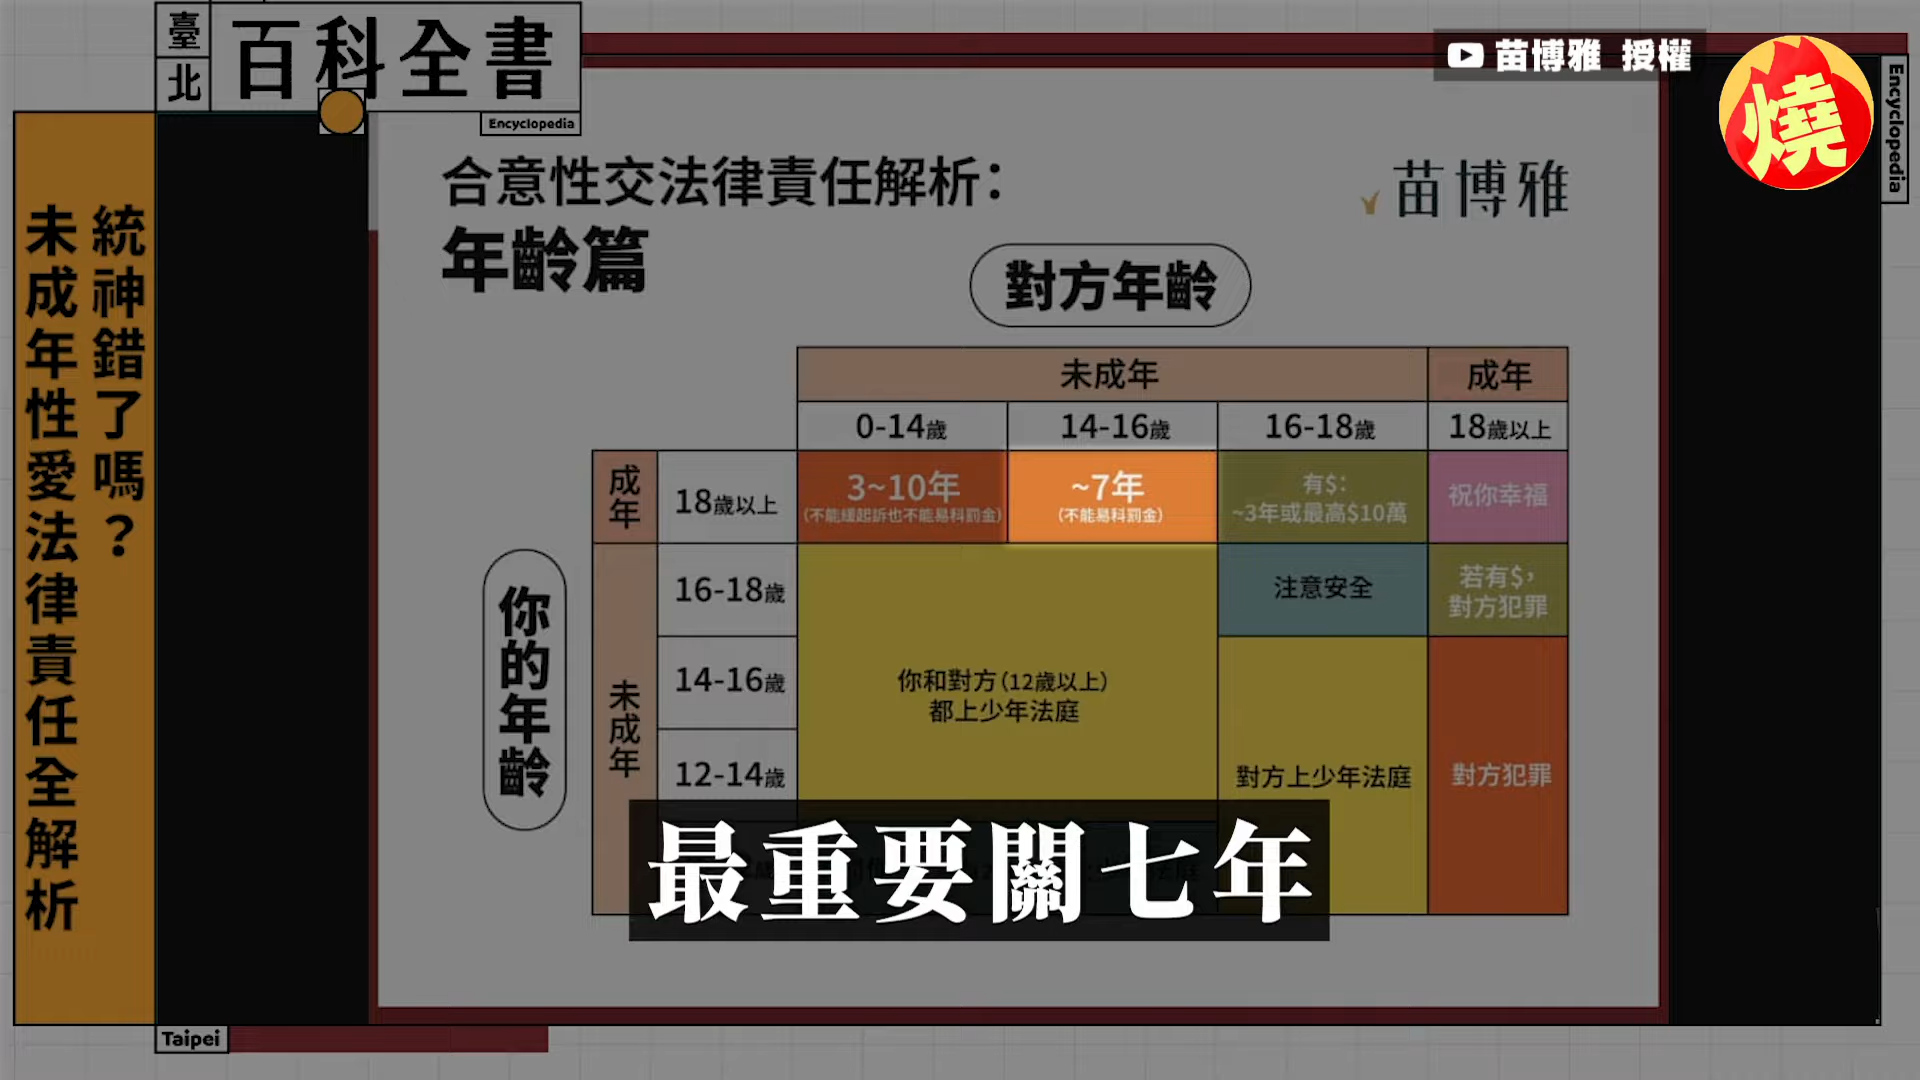 臺北
百科全書
Encyclopedia
苗博雅 授權
燒
Encyclopedia
統神錯了嗎?
未成年性愛法律責任全解析
合意性交法律責任解析:
年齡篇
苗博雅
對方年齡
未成年 成年
0-14歲 14-16歲 16-18歲 18歲以上
成年 18歲以上
3~10年
(不能緩起訴也不能易科罰金)
~7年
(不能易科罰金)
有$:
~3年或最高$10萬
祝你幸福
你的年齡
未成年
16-18歲
注意安全
若有$,
對方犯罪
14-16歲
你和對方(12歲以上)
都上少年法庭
12-14歲
對方上少年法庭
對方犯罪
最重要關七年
Taipei